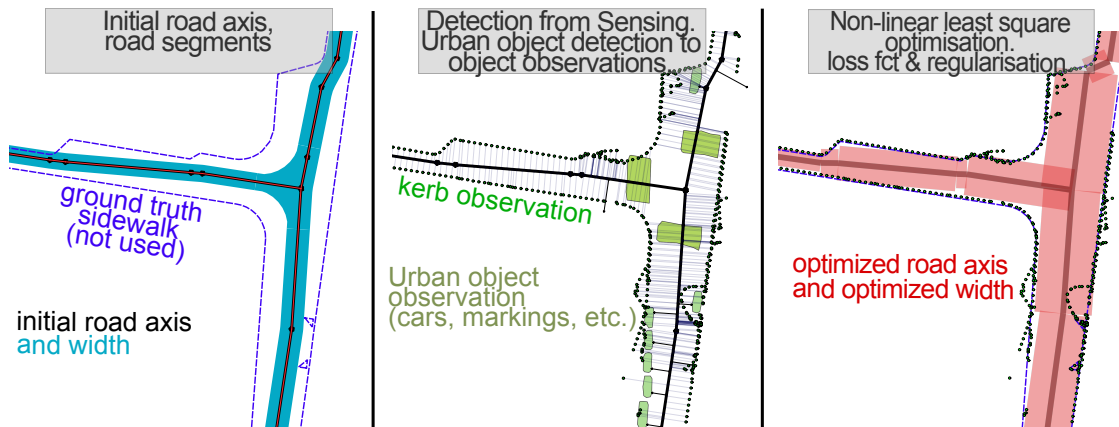 Initial road axis,
road segments
ground truth
sidewalk
(not used)
initial road axis
and width
Detection from Sensing.
Urban object detection to
object observations.
kerb observation
Urban object
observation
(cars, markings, etc.)
Non-linear least square
optimisation.
loss fct & regularisation
optimized road axis
and optimized width